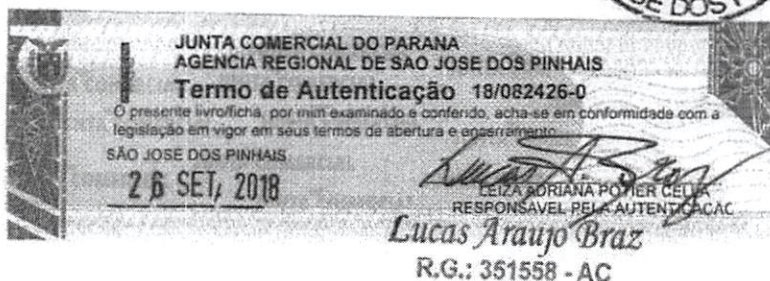 SE DOS P
JUNTA COMERCIAL DO PARANA
AGENCIA REGIONAL DE SAO JOSE DOS PINHAIS
Termo de Autenticação 18/082426-0
O presente livro/ficha, por mim examinado e conferido, acha-se em conformidade com a
legislação em vigor em seus termos de abertura e encerramento
SÃO JOSE DOS PINHAIS
26 SET, 2018
LEIZA ADRIANA POTIER CELLA
RESPONSAVEL PELA AUTENTICACAO
Lucas Araujo Braz
R.G.: 351558 - AC